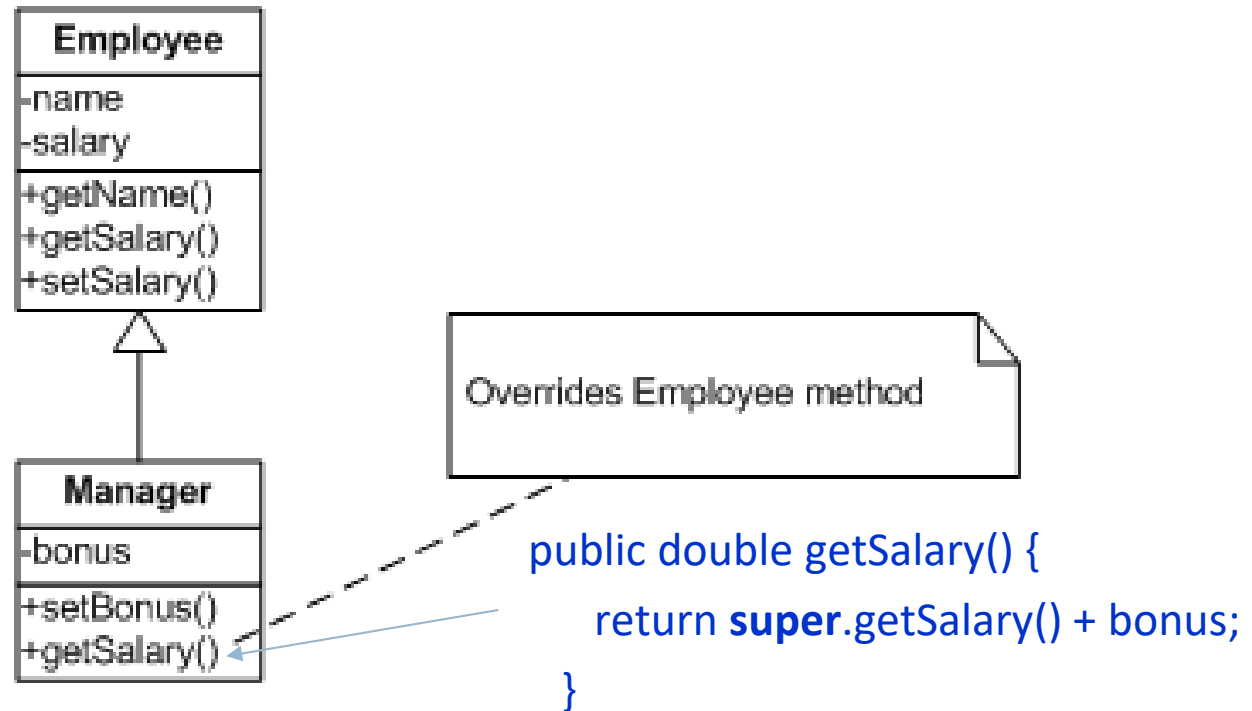 Employee
-name
-salary
+getName()
+getSalary()
+setSalary()
Overrides Employee method
Manager
-bonus
+setBonus()
+getSalary()
public double getSalary() {
return super.getSalary() + bonus;
}